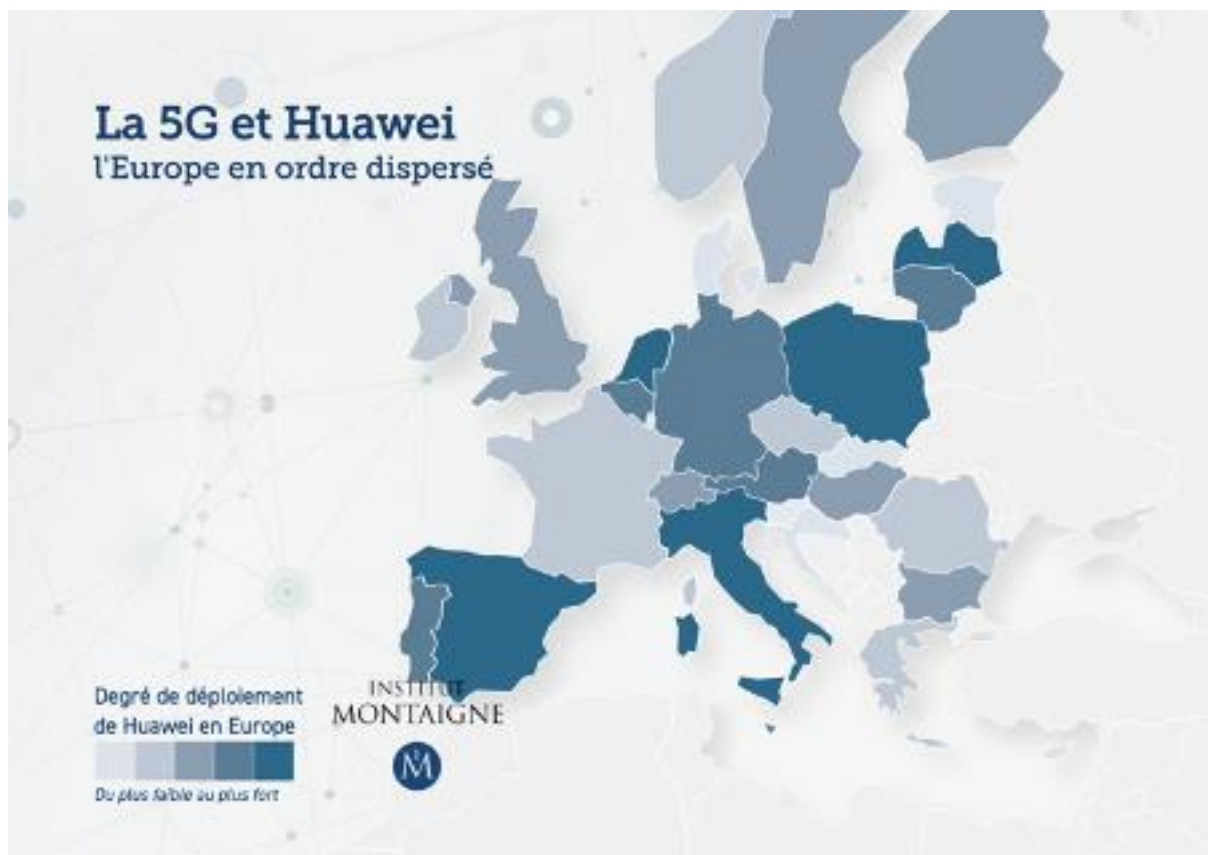 La 5G et Huawei
l'Europe en ordre dispersé
Degré de déploiement
de Huawei en Europe
Du plus faible au plus fort
INSTITUT
MONTAIGNE
M